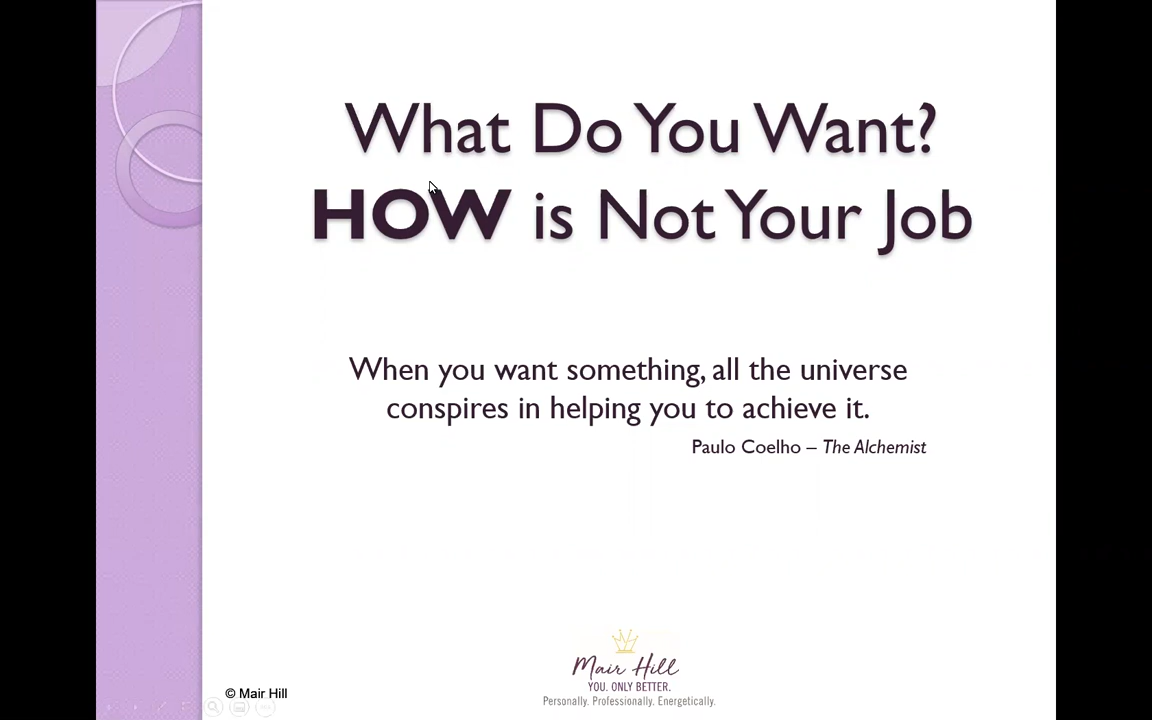 What Do You Want?
HOW is Not Your Job
When you want something, all the universe
conspires in helping you to achieve it.
Paulo Coelho – The Alchemist
Mair Hill
YOU. ONLY BETTER.
Personally. Professionally. Energetically.
© Mair Hill